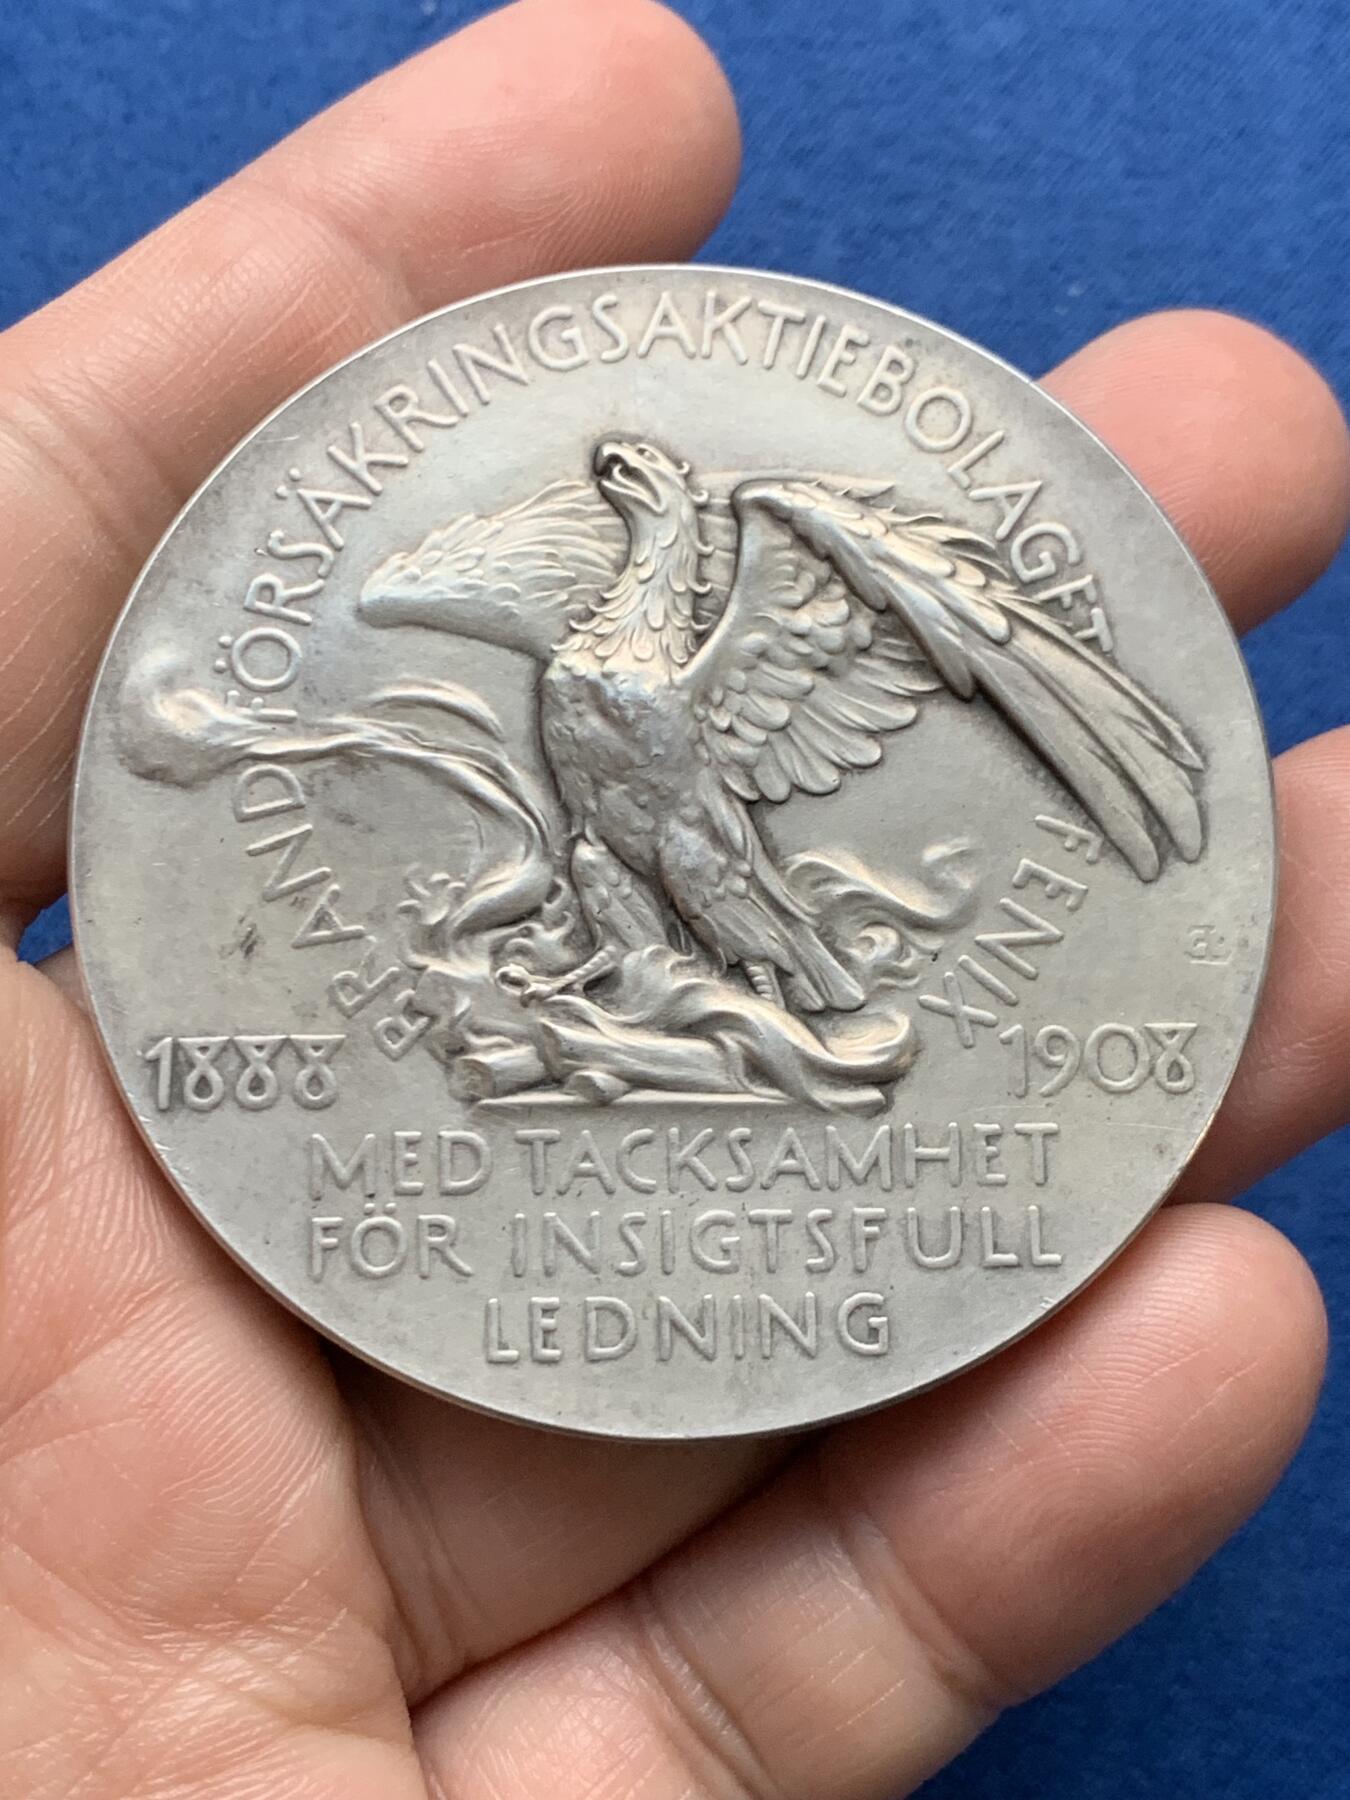 BRANDFÖRSÄKRINGSAKTIEBOLAGET FENIX
1888 1908
MED TACKSAMHET
FÖR INSIGTSFULL
LEDNING